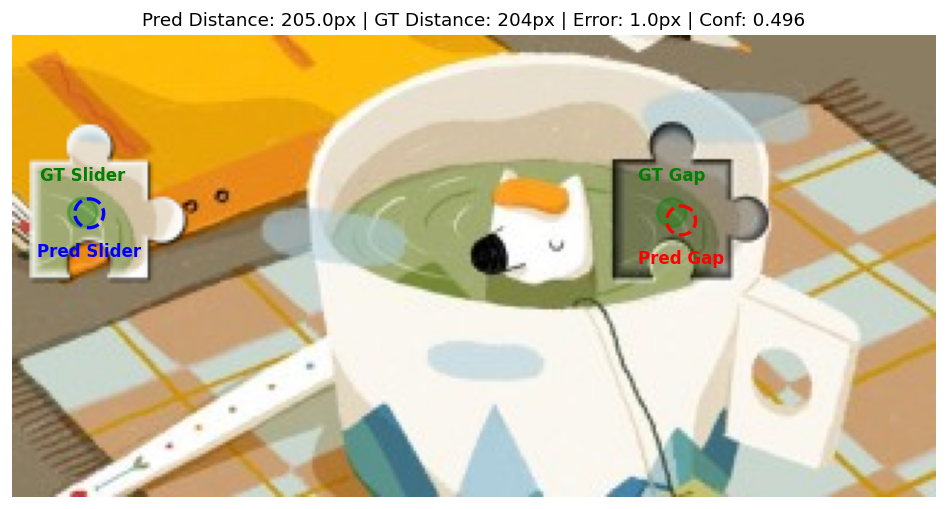 Pred Distance: 205.0px | GT Distance: 204px | Error: 1.0px | Conf: 0.496
GT Slider
GT Gap
Pred Slider
Pred Gap